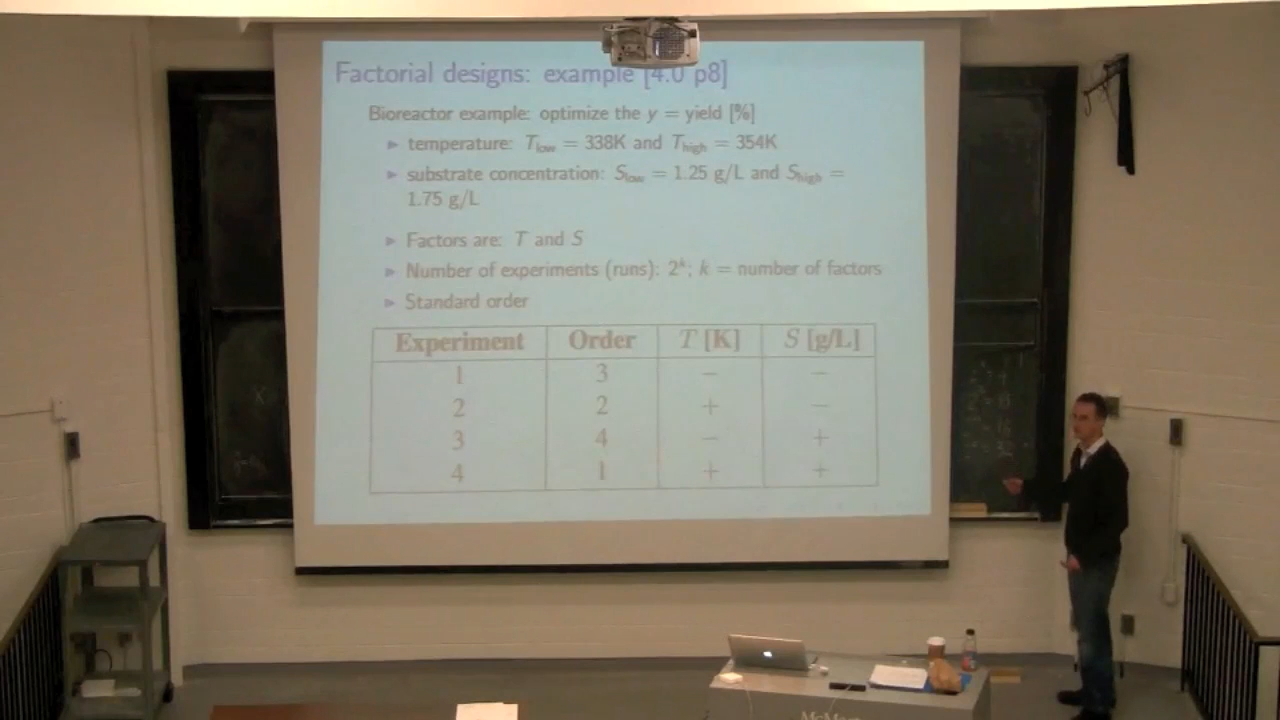 Factorial designs: example [4.0 p8]
Bioreactor example: optimize the y = yield [%]
► temperature: T_low = 338K and T_high = 354K
► substrate concentration: S_low = 1.25 g/L and S_high =
1.75 g/L
► Factors are: T and S
► Number of experiments (runs): 2^k; k = number of factors
► Standard order
Experiment Order T [K] S [g/L]
1 3 − −
2 2 + −
3 4 − +
4 1 + +